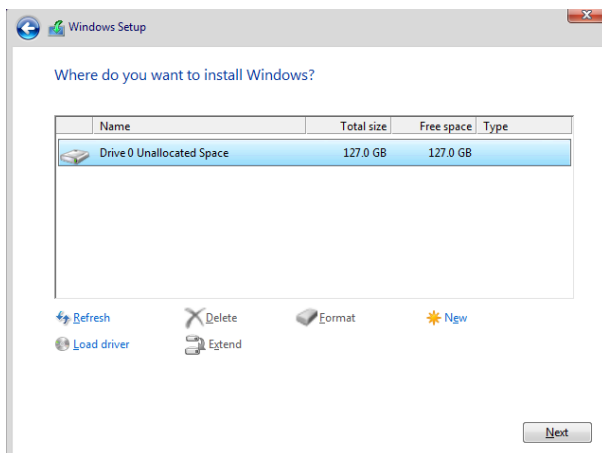 Windows Setup
Where do you want to install Windows?
Name Total size Free space Type
Drive 0 Unallocated Space 127.0 GB 127.0 GB
Refresh Delete Format New
Load driver Extend
Next